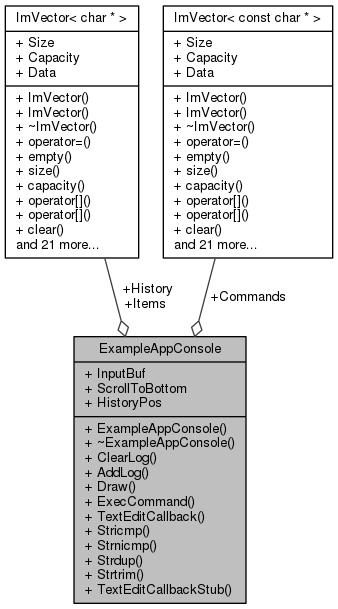 ImVector< char * >
+ Size
+ Capacity
+ Data
+ ImVector()
+ ImVector()
+ ~ImVector()
+ operator=()
+ empty()
+ size()
+ capacity()
+ operator[]()
+ operator[]()
+ clear()
and 21 more...
ImVector< const char * >
+ Size
+ Capacity
+ Data
+ ImVector()
+ ImVector()
+ ~ImVector()
+ operator=()
+ empty()
+ size()
+ capacity()
+ operator[]()
+ operator[]()
+ clear()
and 21 more...
+History
+Items
+Commands
ExampleAppConsole
+ InputBuf
+ ScrollToBottom
+ HistoryPos
+ ExampleAppConsole()
+ ~ExampleAppConsole()
+ ClearLog()
+ AddLog()
+ Draw()
+ ExecCommand()
+ TextEditCallback()
+ Stricmp()
+ Strnicmp()
+ Strdup()
+ Strtrim()
+ TextEditCallbackStub()